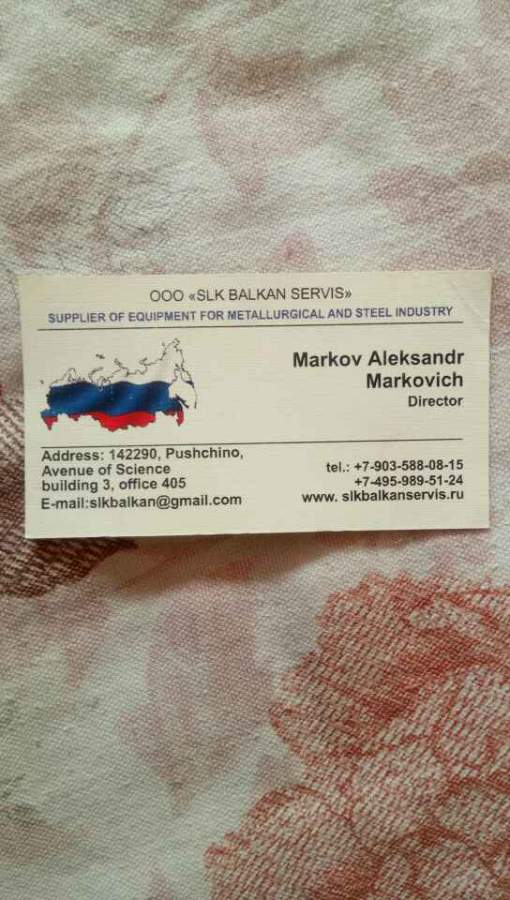 ООО «SLK BALKAN SERVIS»
SUPPLIER OF EQUIPMENT FOR METALLURGICAL AND STEEL INDUSTRY
Markov Aleksandr
Markovich
Director
Address: 142290, Pushchino,
Avenue of Science
building 3, office 405
E-mail:slkbalkan@gmail.com
tel.: +7-903-588-08-15
+7-495-989-51-24
www. slkbalkanservis.ru